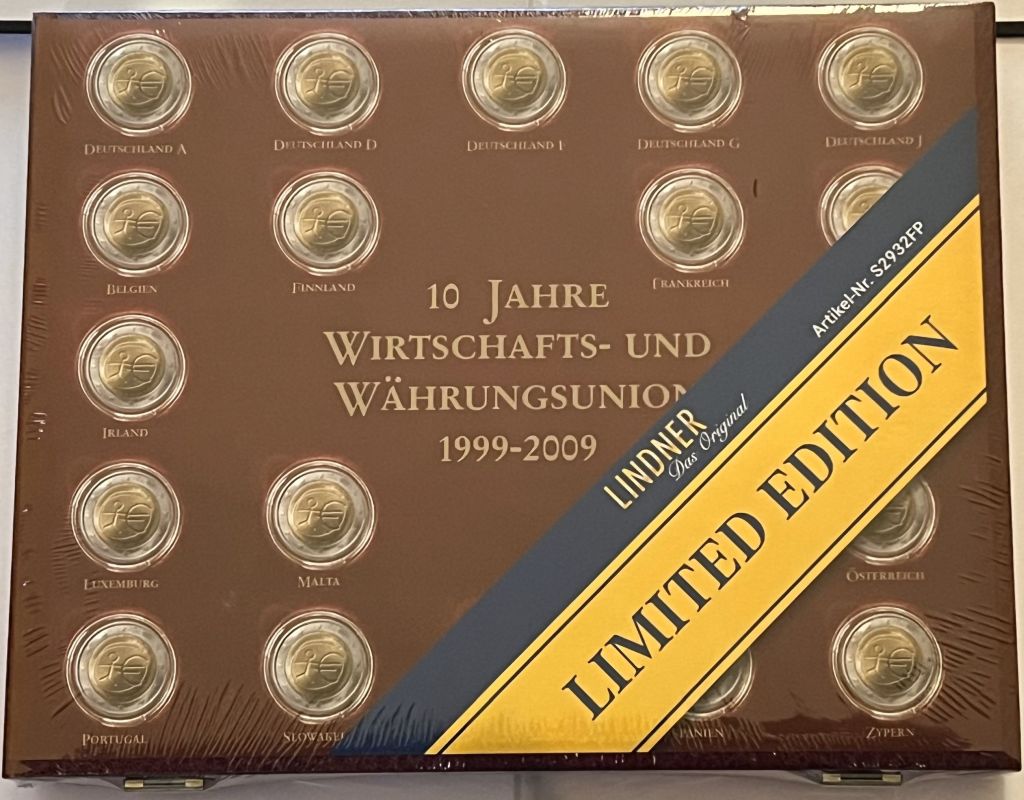 DEUTSCHLAND A
DEUTSCHLAND D
DEUTSCHLAND F
DEUTSCHLAND G
DEUTSCHLAND J
BELGIEN
FINNLAND
FRANKREICH
10 JAHRE
WIRTSCHAFTS- UND
WÄHRUNGSUNION
1999-2009
IRLAND
Artikel-Nr. S2932FP
LINDNER
Das Original
LIMITED EDITION
LUXEMBURG
MALTA
ÖSTERREICH
PORTUGAL
ZYPERN